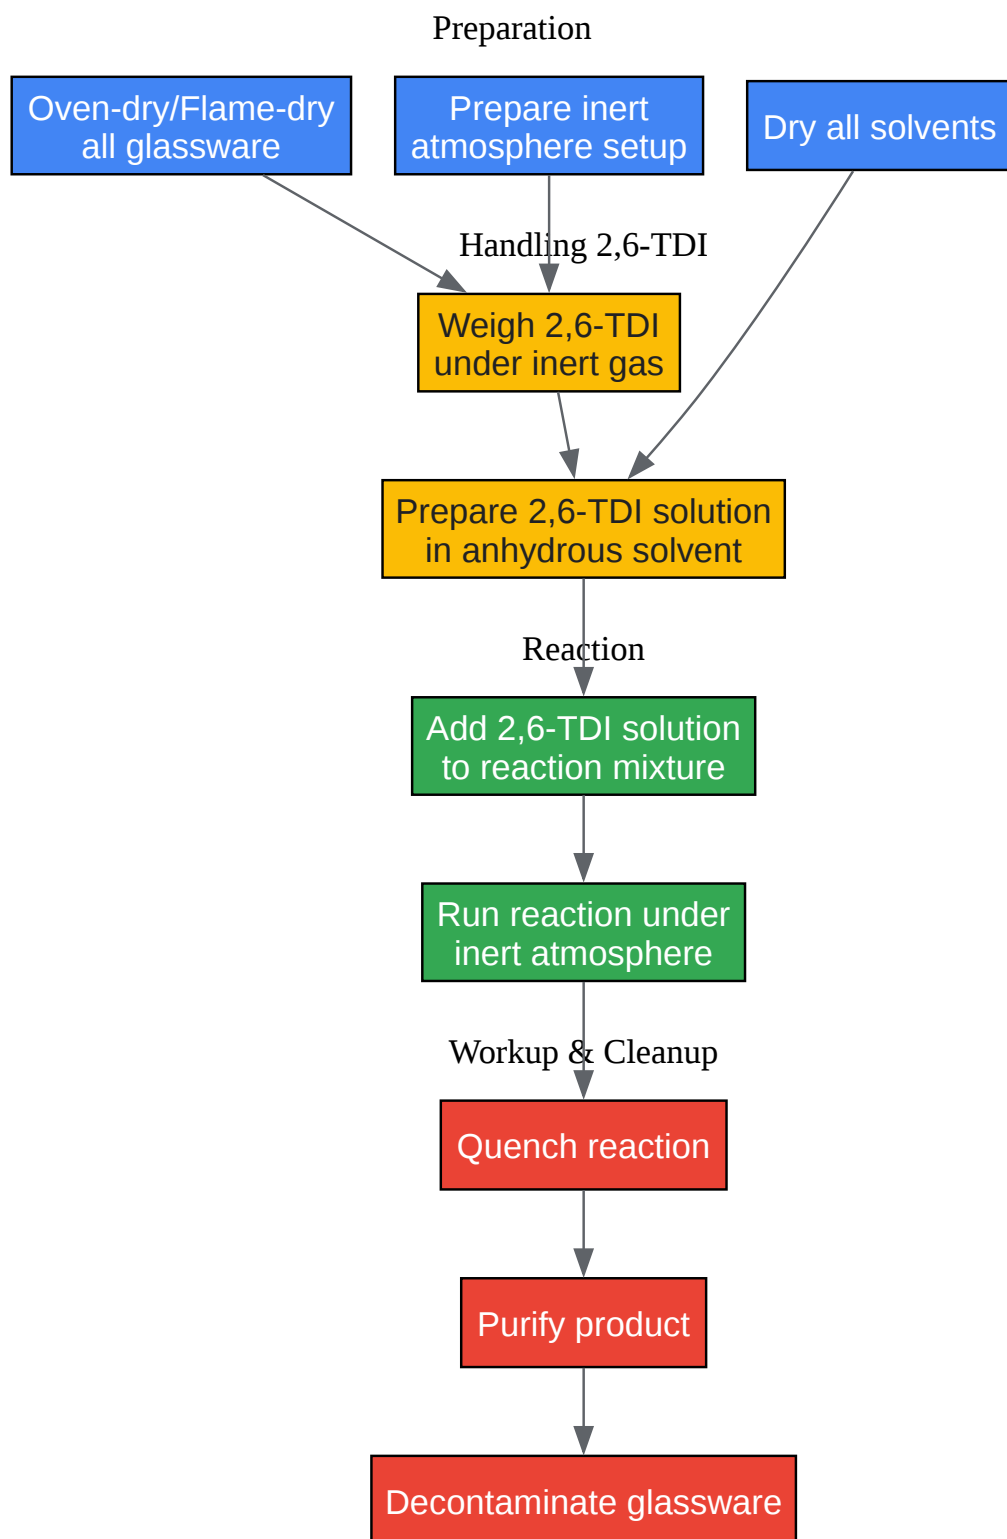 Preparation
Oven-dry/Flame-dry
all glassware
Prepare inert
atmosphere setup
Dry all solvents
Handling 2,6-TDI
Weigh 2,6-TDI
under inert gas
Prepare 2,6-TDI solution
in anhydrous solvent
Reaction
Add 2,6-TDI solution
to reaction mixture
Run reaction under
inert atmosphere
Workup & Cleanup
Quench reaction
Purify product
Decontaminate glassware